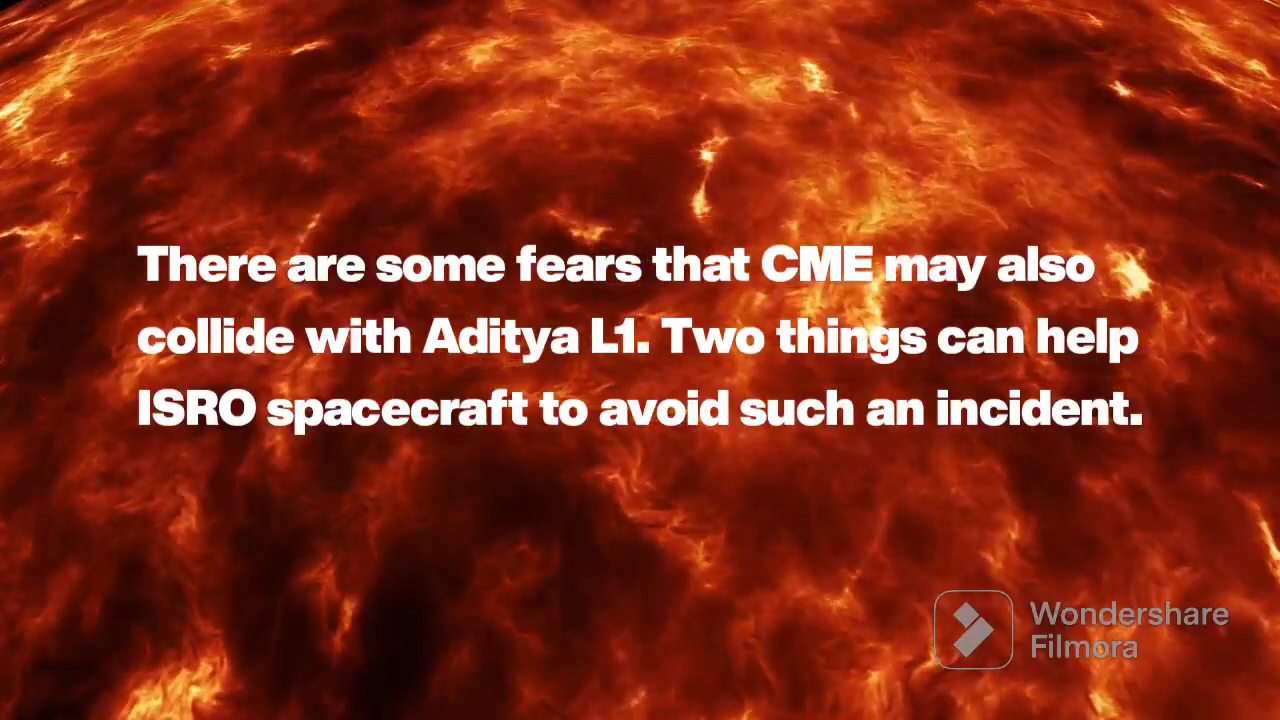 There are some fears that CME may also
collide with Aditya L1. Two things can help
ISRO spacecraft to avoid such an incident.
Wondershare
Filmora